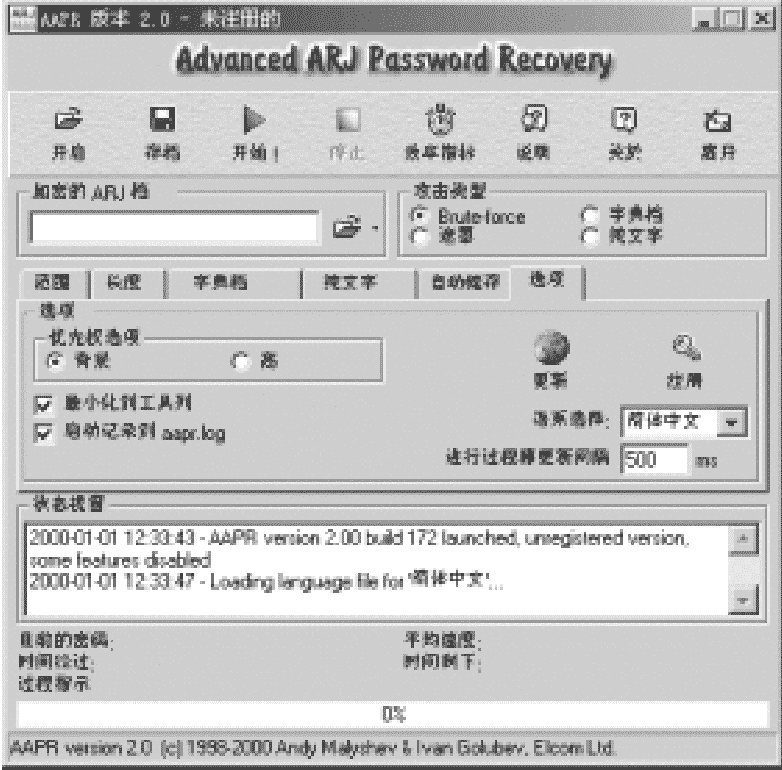 AAPR 版本 2.0 - 未注册的
Advanced ARJ Password Recovery
开启 存档 开始! 停止 效率指标 说明 关於 离开
加密的 ARJ 档 攻击类型
Brute-force 字典档
遮罩 纯文字
范围 长度 字典档 纯文字 自动储存 选项
选项
优先权选项
背景 高
更新 注册
最小化到工具列
启动记录到 aapr.log
语系选择: 简体中文
进行过程棒更新间隔 500 ms
状态视窗
2000-01-01 12:33:43 - AAPR version 2.00 build 172 launched, unregistered version,
some features disabled
2000-01-01 12:33:47 - Loading language file for '简体中文'...
目前的密码: 平均速度:
时间经过: 时间剩下:
过程指示
0%
AAPR version 2.0 (c) 1998-2000 Andy Malyshev & Ivan Golubev, Elcom Ltd.